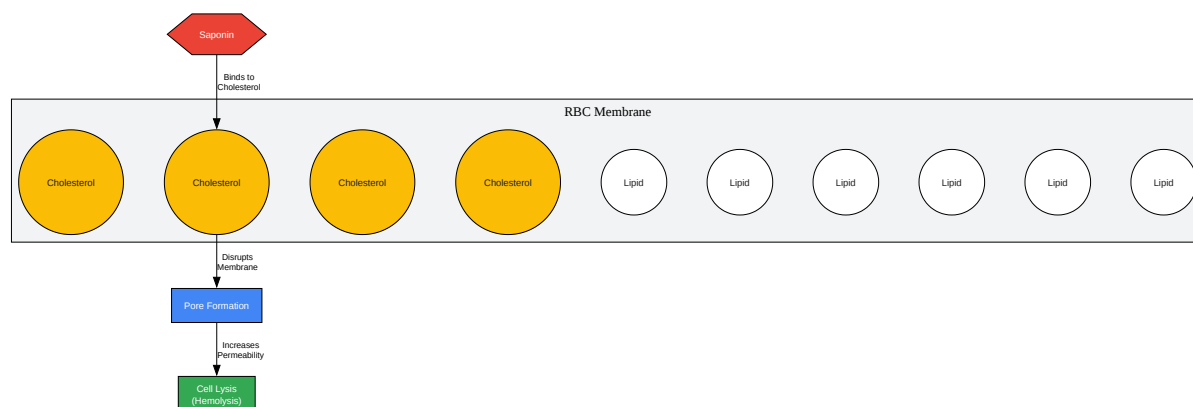 Saponin
Binds to
Cholesterol
RBC Membrane
Cholesterol
Cholesterol
Cholesterol
Cholesterol
Lipid
Lipid
Lipid
Lipid
Lipid
Lipid
Disrupts
Membrane
Pore Formation
Increases
Permeability
Cell Lysis
(Hemolysis)